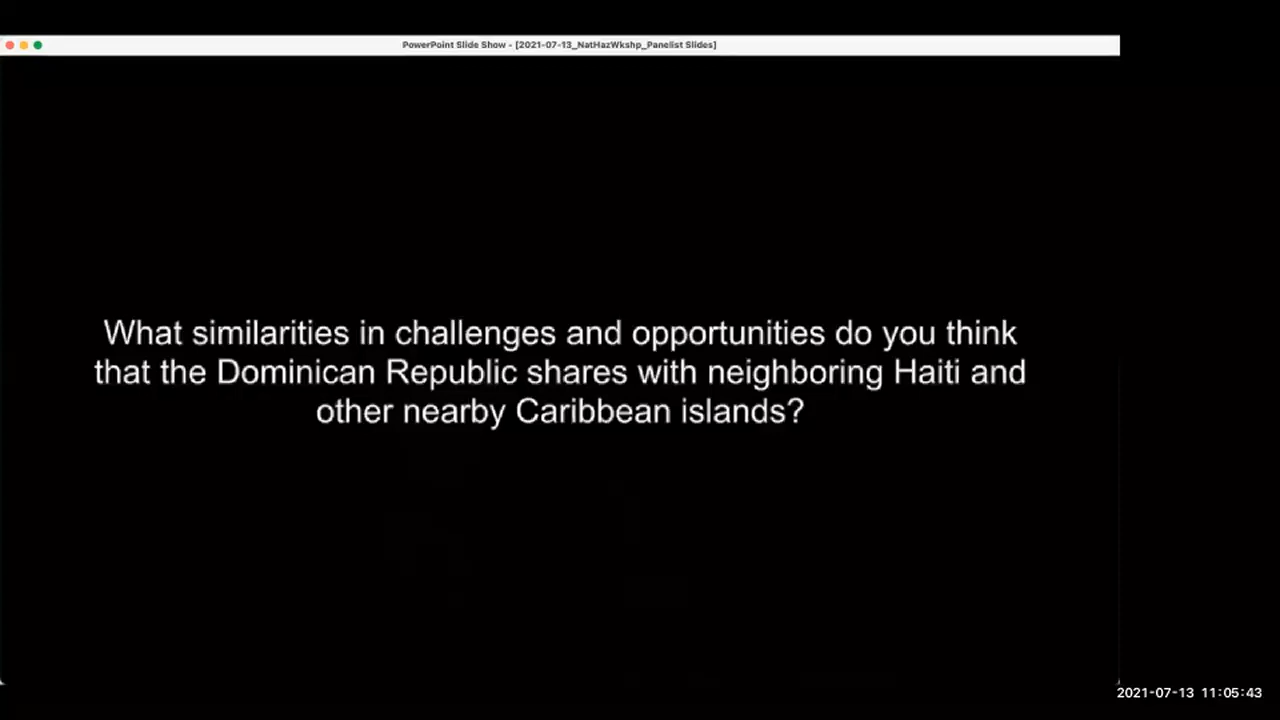 PowerPoint Slide Show - [2021-07-13_NatHazWkshp_Panelist Slides]
What similarities in challenges and opportunities do you think
that the Dominican Republic shares with neighboring Haiti and
other nearby Caribbean islands?
2021-07-13 11:05:43